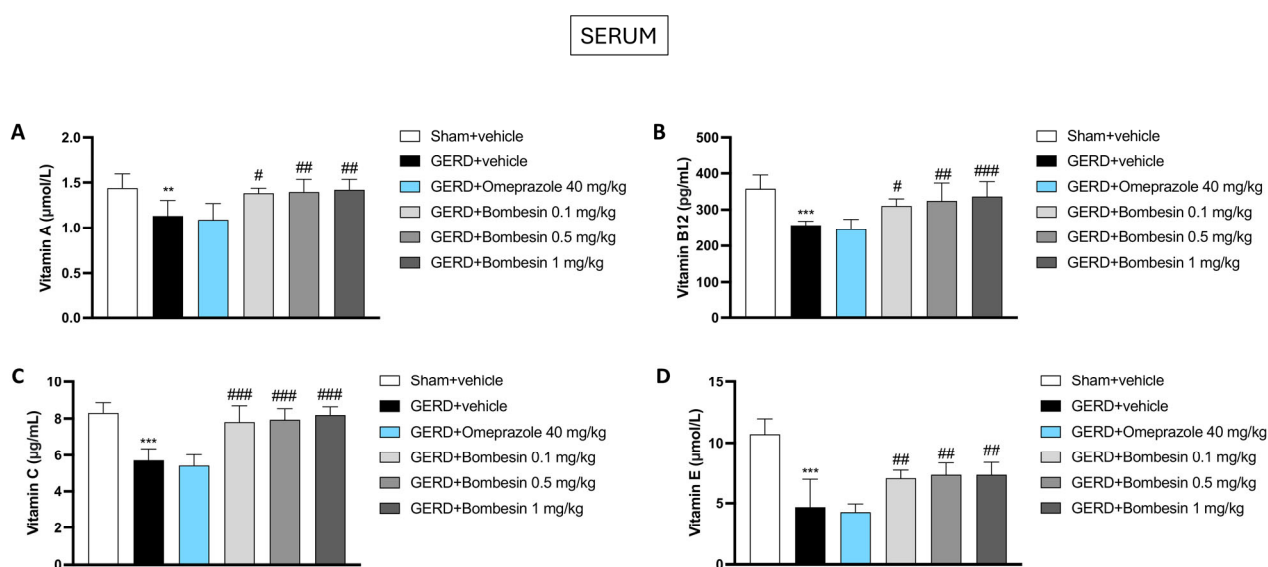 SERUM
A
Vitamin A (µmol/L)
2.0
1.5
1.0
0.5
0.0
**
#
##
##
Sham+vehicle
GERD+vehicle
GERD+Omeprazole 40 mg/kg
GERD+Bombesin 0.1 mg/kg
GERD+Bombesin 0.5 mg/kg
GERD+Bombesin 1 mg/kg
B
Vitamin B12 (pg/mL)
500
400
300
200
100
0
***
#
##
###
Sham+vehicle
GERD+vehicle
GERD+Omeprazole 40 mg/kg
GERD+Bombesin 0.1 mg/kg
GERD+Bombesin 0.5 mg/kg
GERD+Bombesin 1 mg/kg
C
Vitamin C (µg/mL)
10
8
6
4
2
0
***
###
###
###
Sham+vehicle
GERD+vehicle
GERD+Omeprazole 40 mg/kg
GERD+Bombesin 0.1 mg/kg
GERD+Bombesin 0.5 mg/kg
GERD+Bombesin 1 mg/kg
D
Vitamin E (µmol/L)
15
10
5
0
***
##
##
##
Sham+vehicle
GERD+vehicle
GERD+Omeprazole 40 mg/kg
GERD+Bombesin 0.1 mg/kg
GERD+Bombesin 0.5 mg/kg
GERD+Bombesin 1 mg/kg